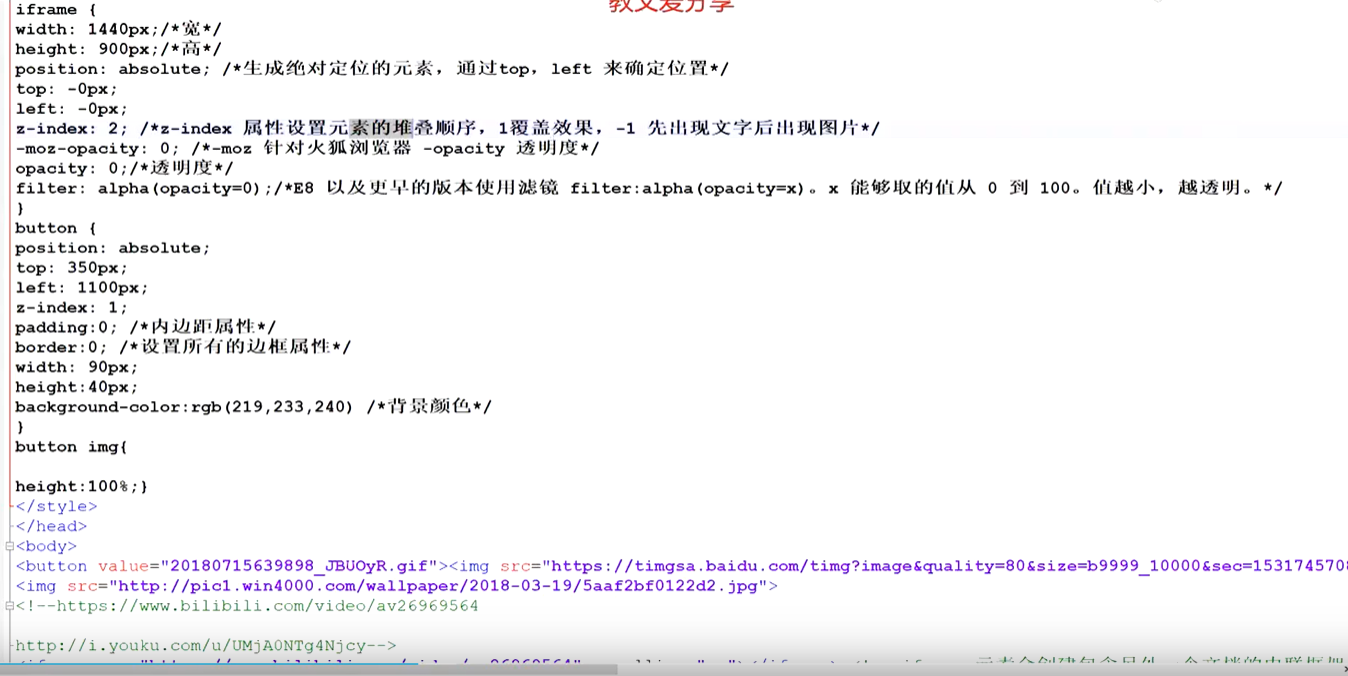 教父爱分享
iframe {
width: 1440px;/*宽*/
height: 900px;/*高*/
position: absolute; /*生成绝对定位的元素，通过top，left 来确定位置*/
top: -0px;
left: -0px;
z-index: 2; /*z-index 属性设置元素的堆叠顺序，1覆盖效果，-1 先出现文字后出现图片*/
-moz-opacity: 0; /*-moz 针对火狐浏览器 -opacity 透明度*/
opacity: 0;/*透明度*/
filter: alpha(opacity=0);/*E8 以及更早的版本使用滤镜 filter:alpha(opacity=x)。x 能够取的值从 0 到 100。值越小，越透明。*/
}
button {
position: absolute;
top: 350px;
left: 1100px;
z-index: 1;
padding:0; /*内边距属性*/
border:0; /*设置所有的边框属性*/
width: 90px;
height:40px;
background-color:rgb(219,233,240) /*背景颜色*/
}
button img{
height:100%;}
</style>
</head>
<body>
<button value="20180715639898_JBUOyR.gif"><img src="https://timgsa.baidu.com/timg?image&quality=80&size=b9999_10000&sec=153174570
<img src="http://pic1.win4000.com/wallpaper/2018-03-19/5aaf2bf0122d2.jpg">
<!--https://www.bilibili.com/video/av26969564
http://i.youku.com/u/UMjA0NTg4Njcy-->